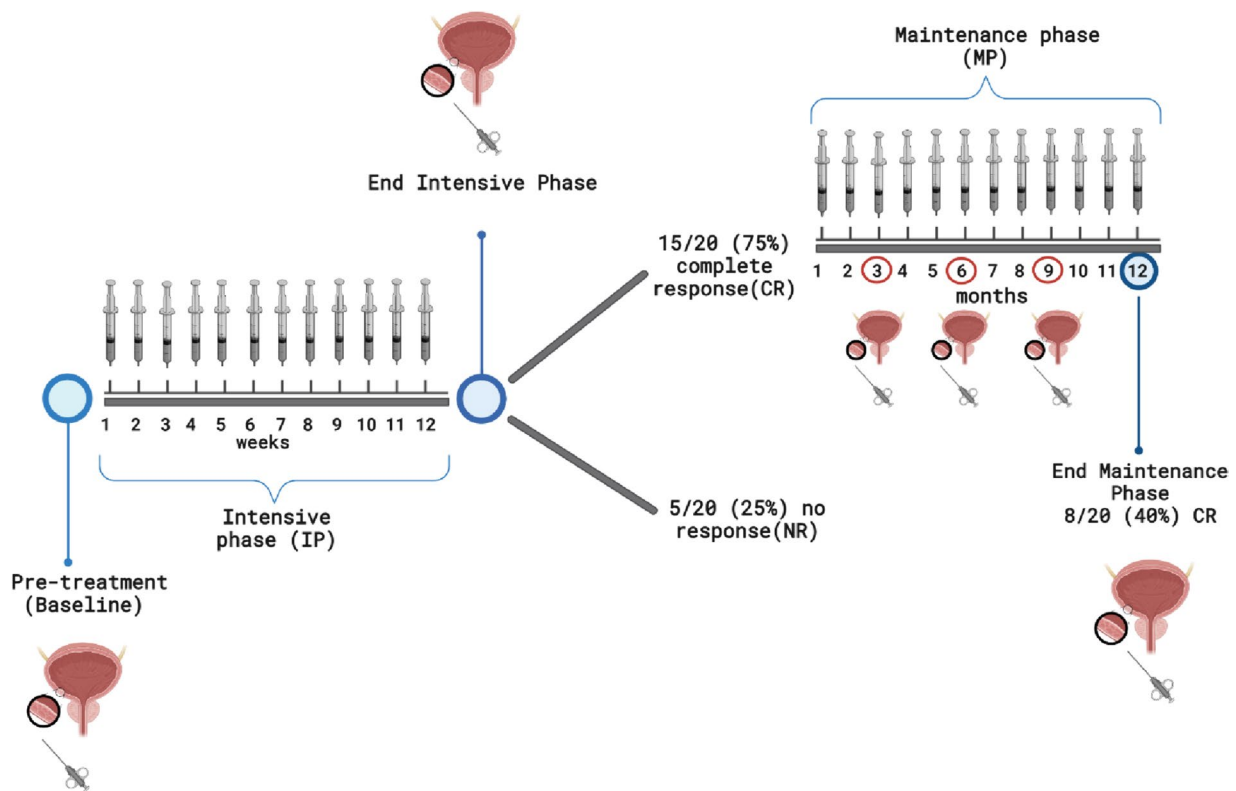 Pre-treatment
(Baseline)
1 2 3 4 5 6 7 8 9 10 11 12
weeks
Intensive
phase (IP)
End Intensive Phase
15/20 (75%)
complete
response(CR)
5/20 (25%) no
response(NR)
Maintenance phase
(MP)
1 2 3 4 5 6 7 8 9 10 11 12
months
End Maintenance
Phase
8/20 (40%) CR